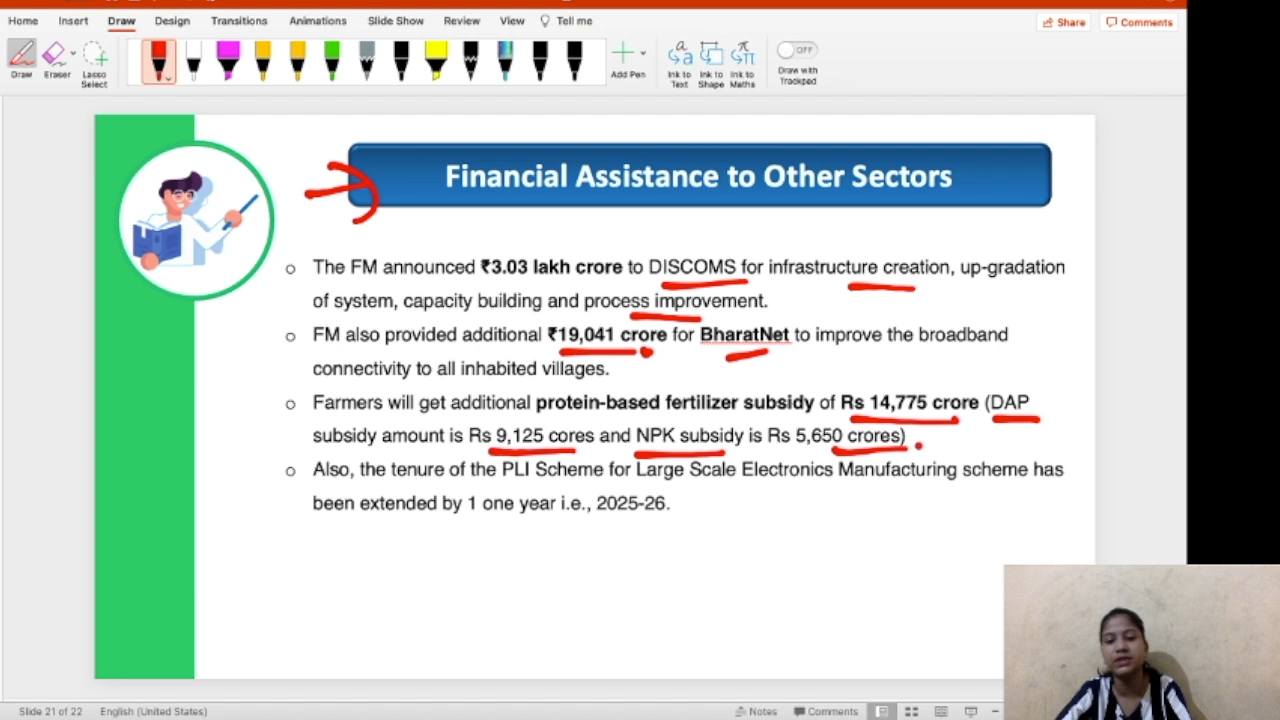 Home Insert Draw Design Transitions Animations Slide Show Review View Tell me
Share Comments
Draw Eraser Lasso Select Add Pen Ink to Text Ink to Shape Ink to Maths Draw with Trackpad
OFF
Financial Assistance to Other Sectors
The FM announced ₹3.03 lakh crore to DISCOMS for infrastructure creation, up-gradation
of system, capacity building and process improvement.
FM also provided additional ₹19,041 crore for BharatNet to improve the broadband
connectivity to all inhabited villages.
Farmers will get additional protein-based fertilizer subsidy of Rs 14,775 crore (DAP
subsidy amount is Rs 9,125 cores and NPK subsidy is Rs 5,650 crores)
Also, the tenure of the PLI Scheme for Large Scale Electronics Manufacturing scheme has
been extended by 1 one year i.e., 2025-26.
Slide 21 of 22 English (United States) Notes Comments